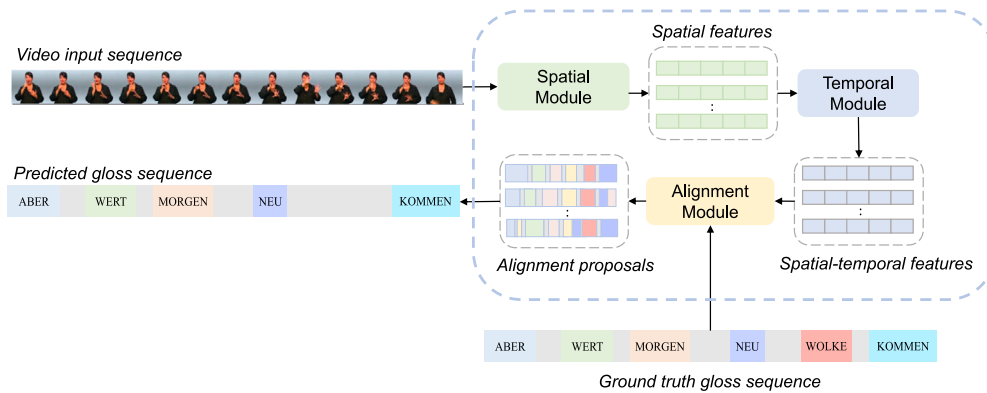 Video input sequence
Spatial
Module
Spatial features
Temporal
Module
Predicted gloss sequence
ABER WERT MORGEN NEU KOMMEN
Alignment proposals
Alignment
Module
Spatial-temporal features
ABER WERT MORGEN NEU WOLKE KOMMEN
Ground truth gloss sequence